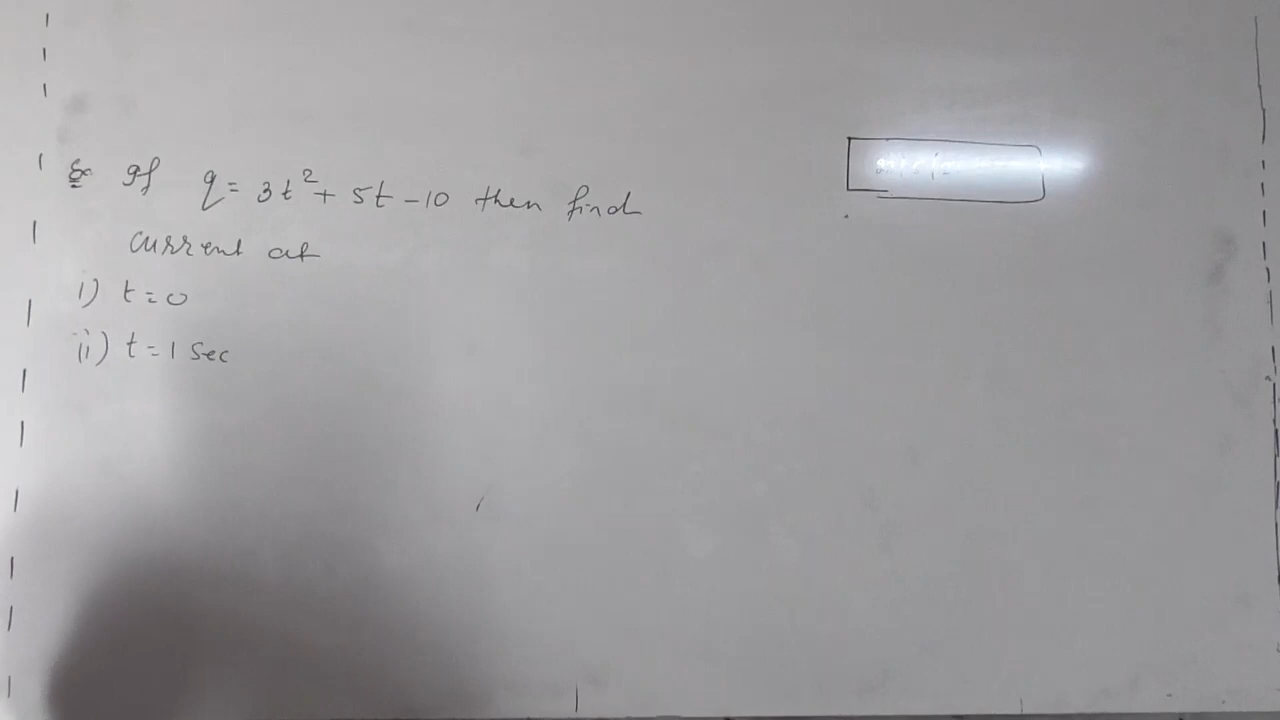 Ex If q = 3t² + 5t - 10 then find
current at
i) t = 0
ii) t = 1 sec